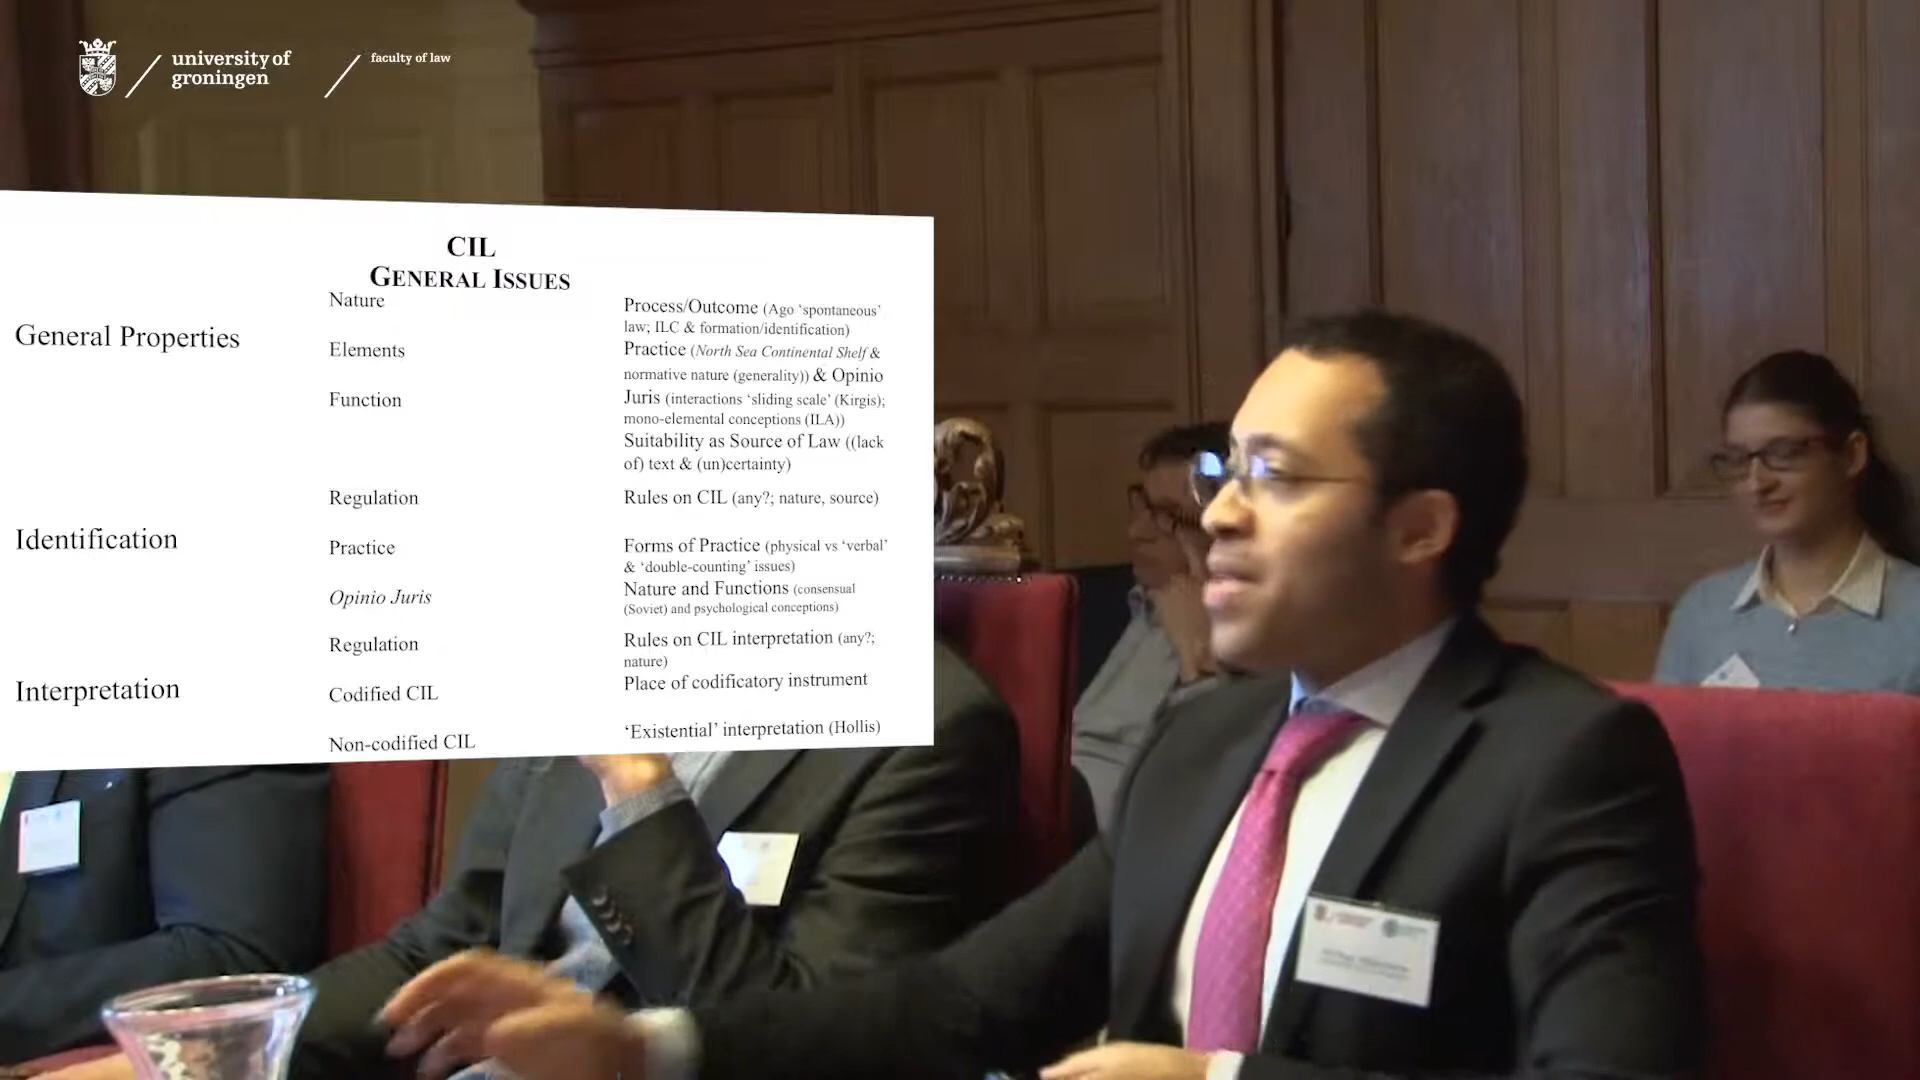 university of
groningen
faculty of law
CIL
GENERAL ISSUES
General Properties
Nature
Process/Outcome (Ago ‘spontaneous’
law; ILC & formation/identification)
Elements
Practice (North Sea Continental Shelf &
normative nature (generality)) & Opinio
Function
Juris (interactions ‘sliding scale’ (Kirgis);
mono-elemental conceptions (ILA))
Suitability as Source of Law ((lack
of) text & (un)certainty)
Identification
Regulation
Rules on CIL (any?; nature, source)
Practice
Forms of Practice (physical vs ‘verbal’
& ‘double-counting’ issues)
Opinio Juris
Nature and Functions (consensual
(Soviet) and psychological conceptions)
Interpretation
Regulation
Rules on CIL interpretation (any?;
nature)
Codified CIL
Place of codificatory instrument
Non-codified CIL
‘Existential’ interpretation (Hollis)